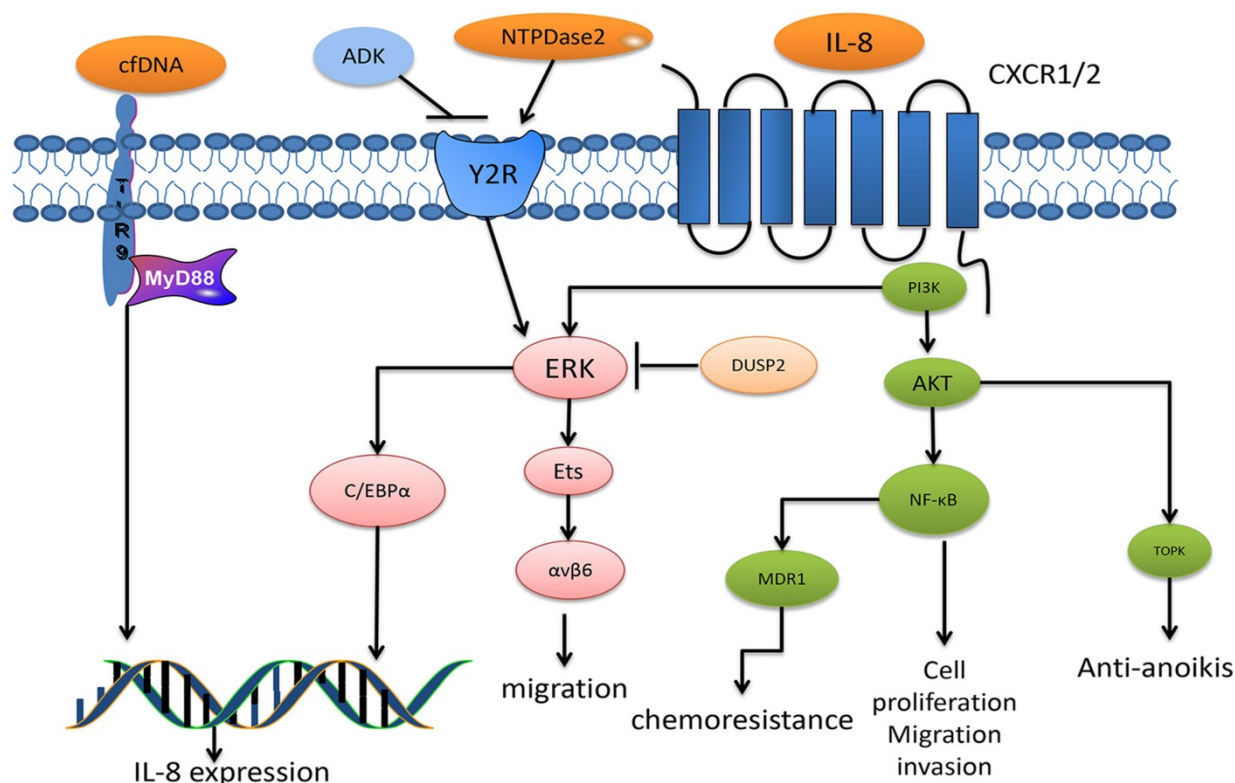 cfDNA
ADK
NTPDase2
IL-8
CXCR1/2
Y2R
TLR9
MyD88
PI3K
ERK
DUSP2
AKT
C/EBPα
Ets
NF-κB
αvβ6
MDR1
TOPK
migration
chemoresistance
Cell
proliferation
Migration
invasion
Anti-anoikis
IL-8 expression